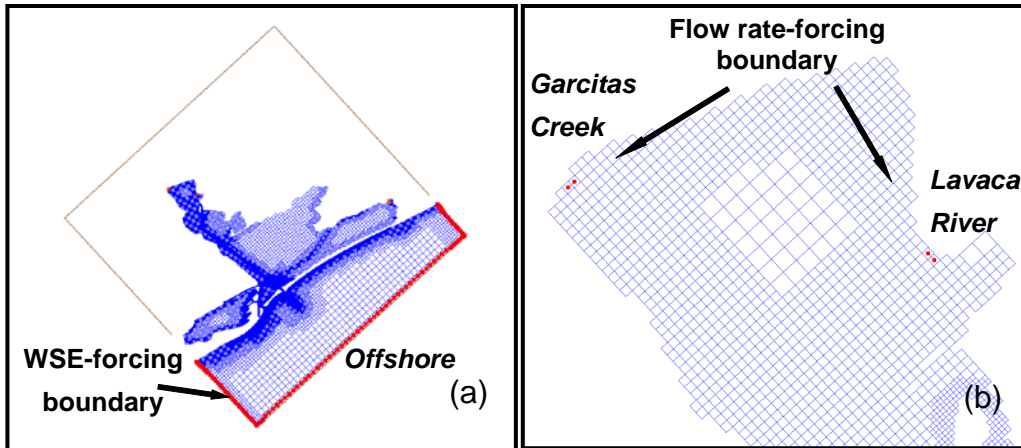 WSE-forcing
boundary
Offshore
(a)
Flow rate-forcing
boundary
Garcitas
Creek
Lavaca
River
(b)